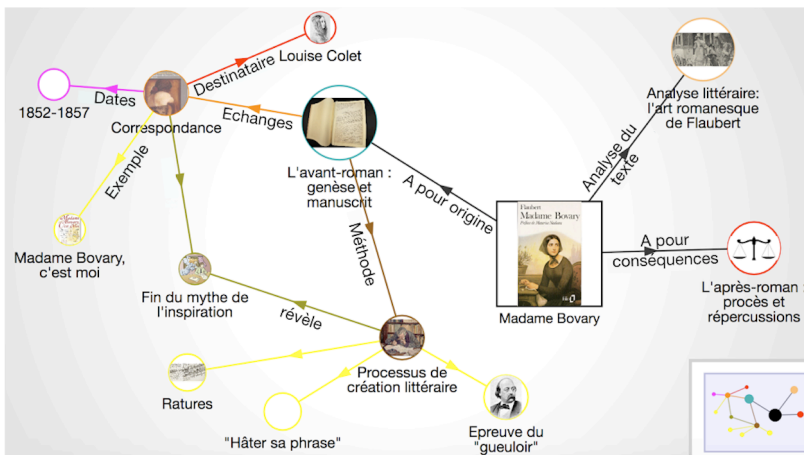 Destinataire
Louise Colet
Dates
1852-1857
Correspondance
Echanges
Exemple
Madame Bovary,
c'est moi
L'avant-roman :
genèse et
manuscrit
A pour origine
Analyse du
texte
Analyse littéraire:
l'art romanesque
de Flaubert
Flaubert
Madame Bovary
Madame Bovary
A pour
conséquences
L'après-roman :
procès et
répercussions
Méthode
Fin du mythe de
l'inspiration
révèle
Processus de
création littéraire
Ratures
"Hâter sa phrase"
Epreuve du
"gueuloir"